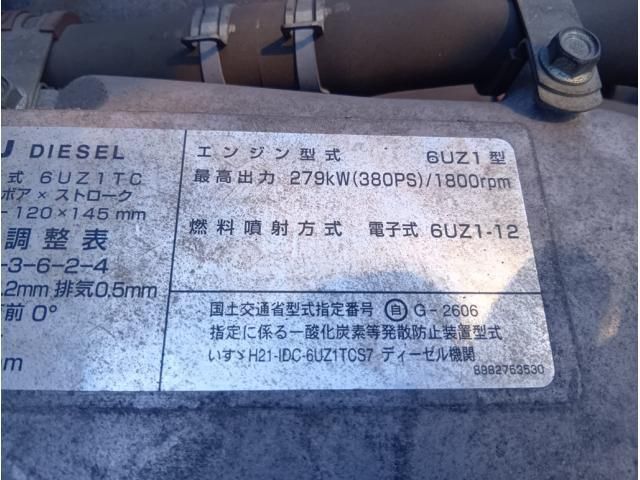 U DIESEL
式 6UZ1TC
ボア × ストローク
120×145mm
調整表
-3-6-2-4
.2mm 排気0.5mm
前 0°
m
エンジン型式 6UZ1型
最高出力 279kW(380PS)/1800rpm
燃料噴射方式 電子式 6UZ1-12
国土交通省型式指定番号 自 G-2606
指定に係る一酸化炭素等発散防止装置型式
いすゞH21-IDC-6UZ1TCS7 ディーゼル機関
8982753530